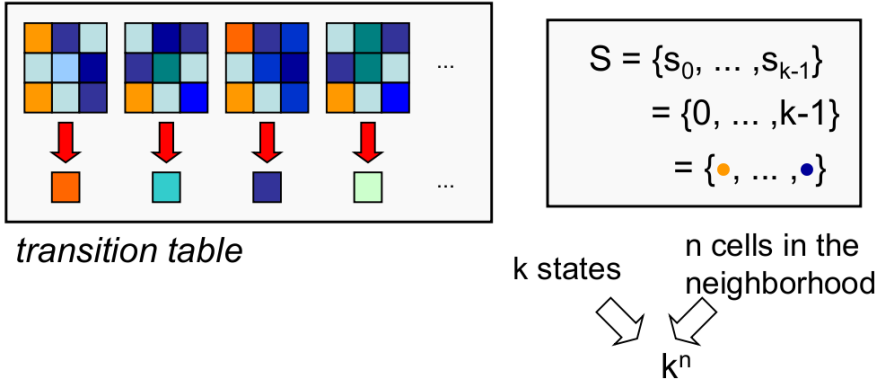 ...
...
transition table
S = {s₀, ... ,sₖ₋₁}
= {0, ... ,k-1}
= {•, ... ,•}
k states
n cells in the
neighborhood
kⁿ